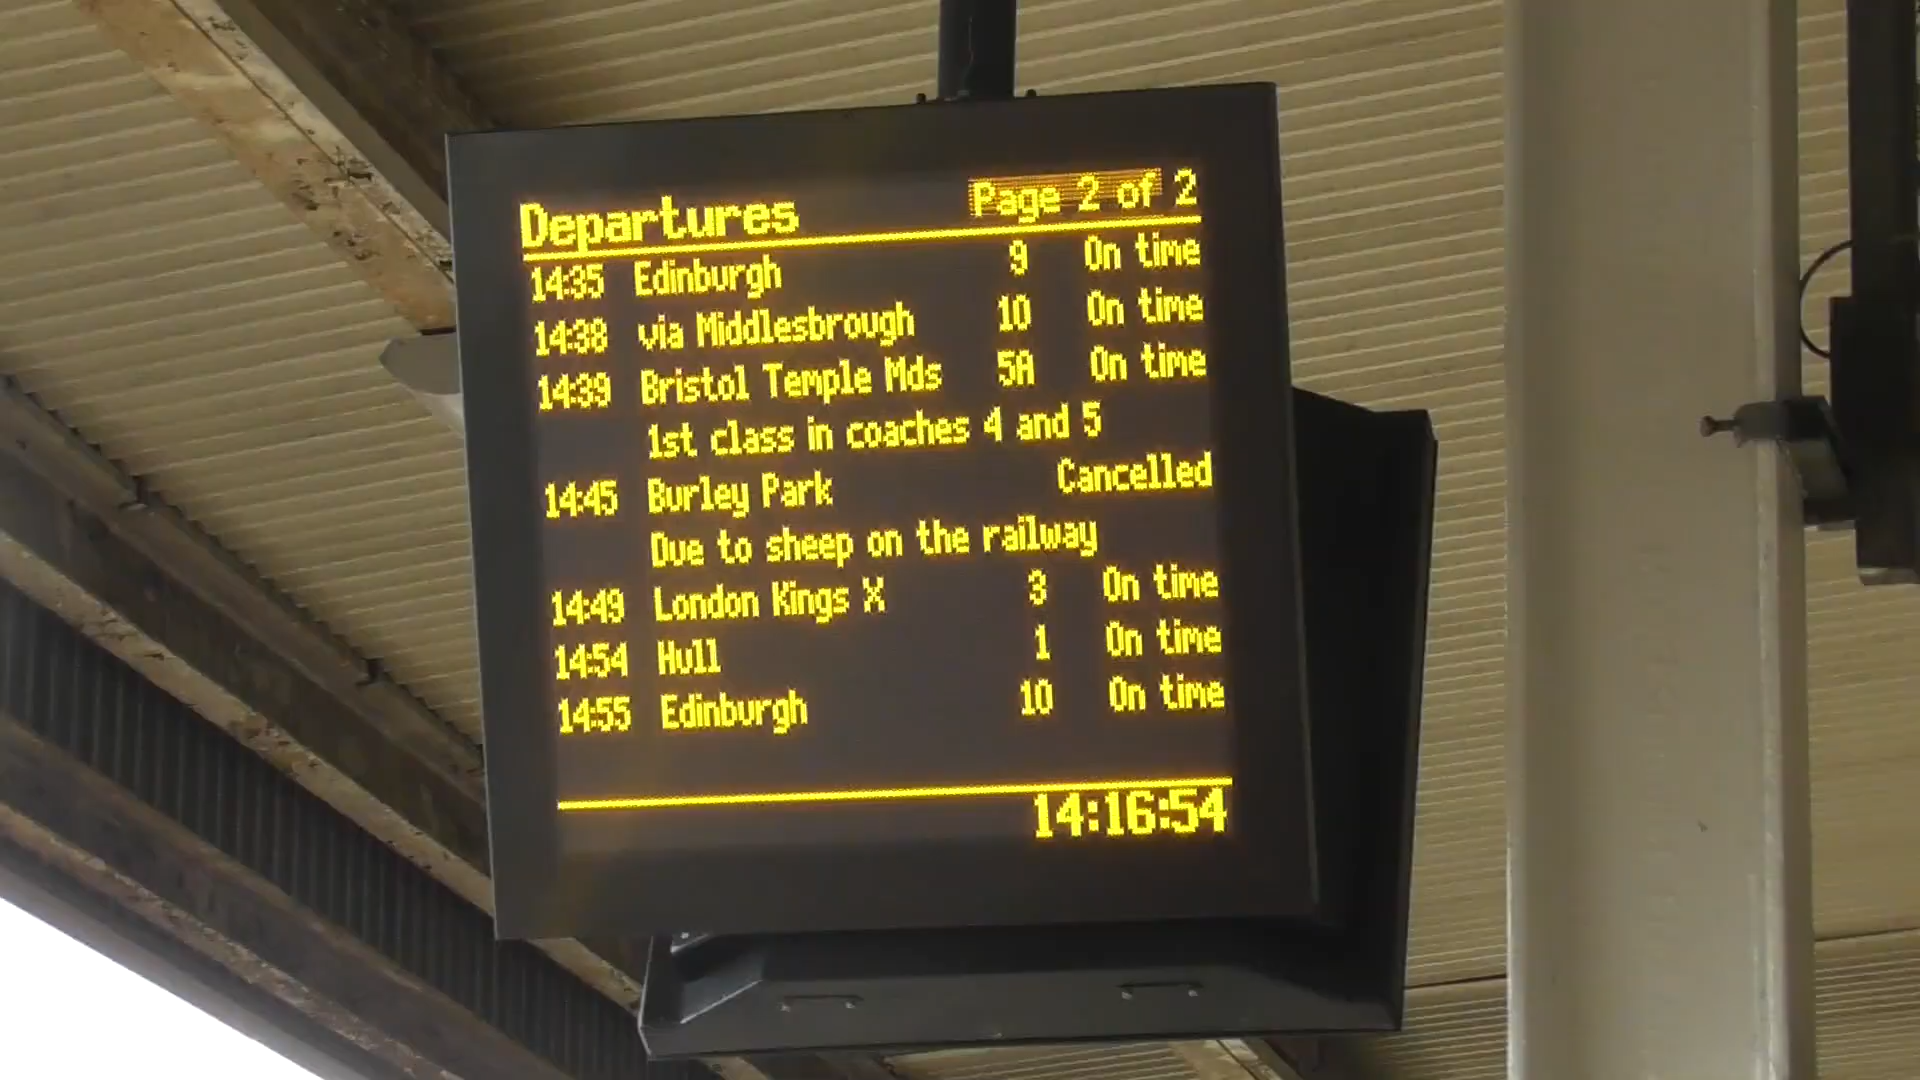 Departures Page 2 of 2
14:35 Edinburgh 9 On time
14:38 via Middlesbrough 10 On time
14:39 Bristol Temple Mds 5A On time
1st class in coaches 4 and 5
14:45 Burley Park Cancelled
Due to sheep on the railway
14:49 London Kings X 3 On time
14:54 Hull 1 On time
14:55 Edinburgh 10 On time
14:16:54